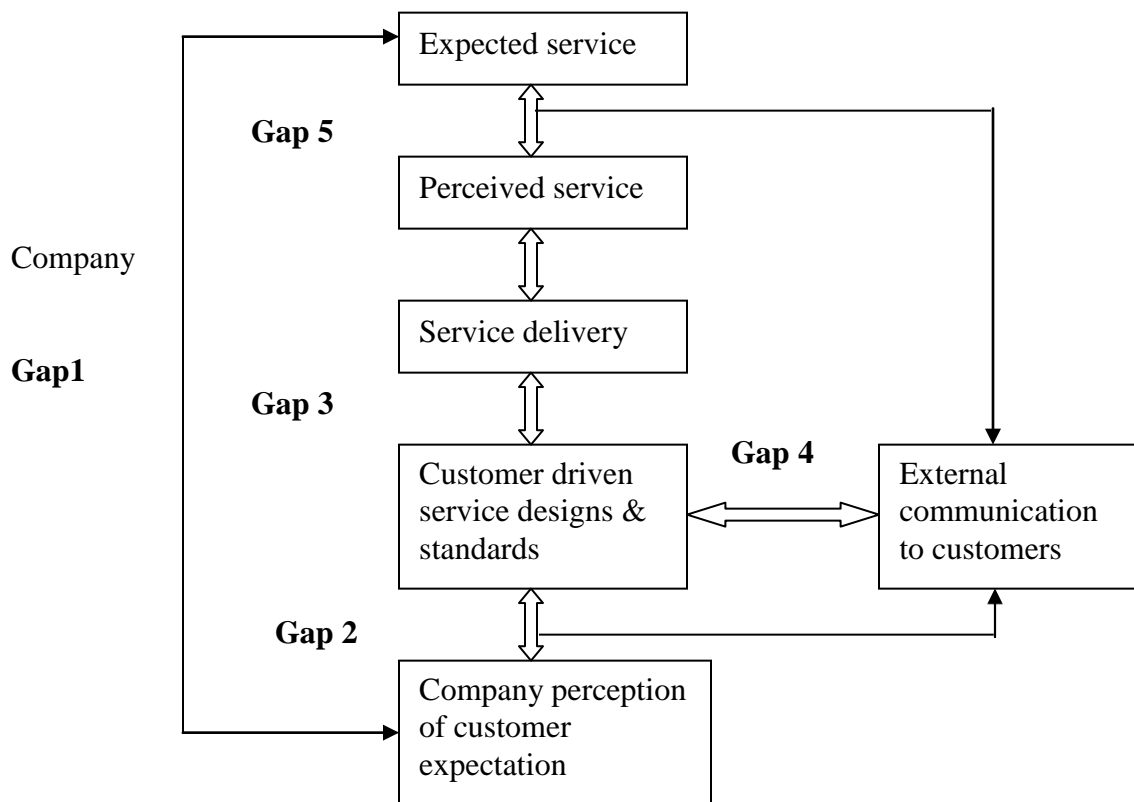 Expected service
Gap 5
Perceived service
Company
Service delivery
Gap1
Gap 3
Gap 4
Customer driven
service designs &
standards
External
communication
to customers
Gap 2
Company perception
of customer
expectation